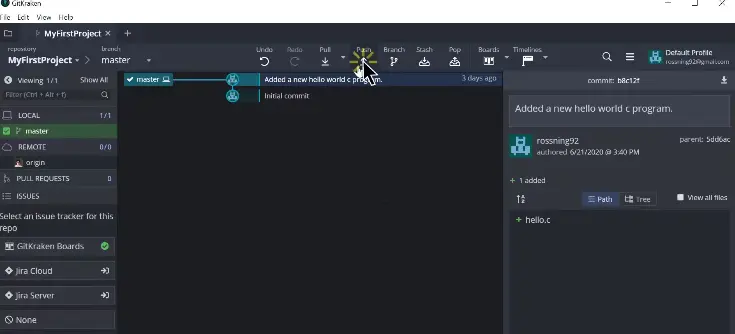 GitKraken
File Edit View Help
MyFirstProject
repository
MyFirstProject
branch
master
Undo Redo Pull Push Branch Stash Pop Boards Timelines
Default Profile
rossning92@gmail.com
Viewing 1/1 Show All
Filter (Ctrl + Alt + f)
LOCAL 1/1
master
REMOTE 0/0
origin
PULL REQUESTS 0
ISSUES
Select an issue tracker for this
repo
GitKraken Boards
Jira Cloud
Jira Server
None
master
Added a new hello world c program. 3 days ago
Initial commit
commit: b8c12f
Added a new hello world c program.
rossning92
authored 6/21/2020 @ 3:40 PM
parent: 5dd6ac
+ 1 added
Path Tree View all files
+ hello.c